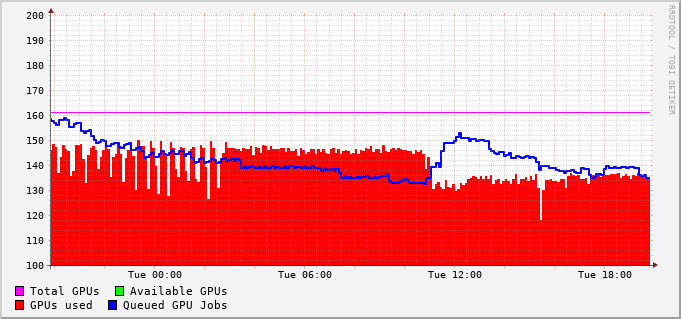 200
190
180
170
160
150
140
130
120
110
100
Tue 00:00 Tue 06:00 Tue 12:00 Tue 18:00
Total GPUs Available GPUs
GPUs used Queued GPU Jobs
RRDTOOL / TOBI OETIKER